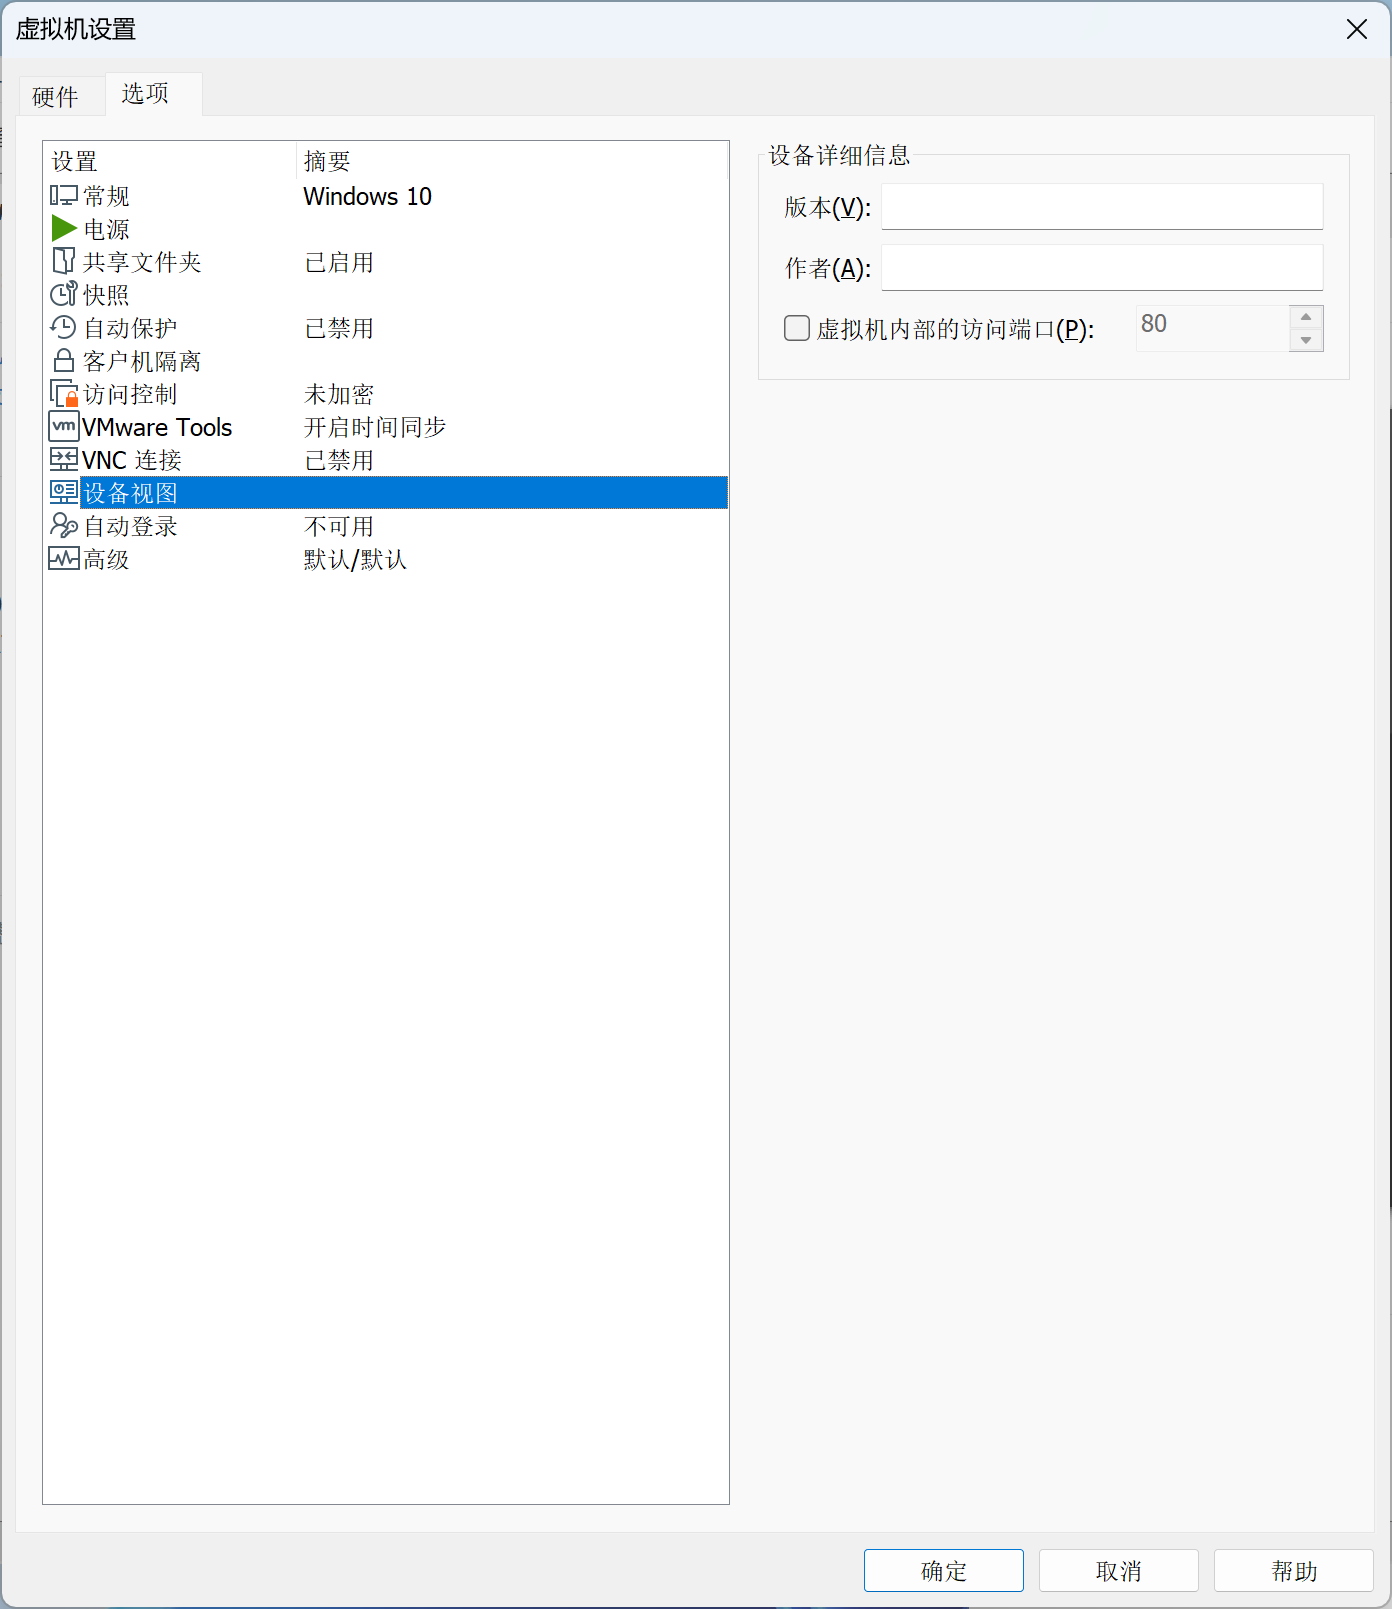 虚拟机设置
硬件 选项
设置 摘要
常规 Windows 10
电源
共享文件夹 已启用
快照
自动保护 已禁用
客户机隔离
访问控制 未加密
vm VMware Tools 开启时间同步
VNC 连接 已禁用
设备视图
自动登录 不可用
高级 默认/默认
设备详细信息
版本(V):
作者(A):
虚拟机内部的访问端口(P): 80
确定 取消 帮助